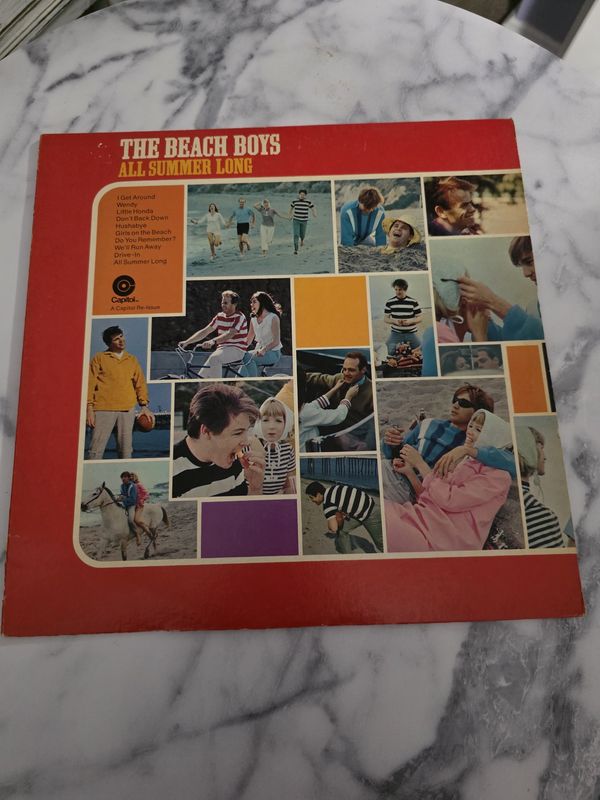 THE BEACH BOYS
ALL SUMMER LONG
I Get Around
Wendy
Little Honda
Don't Back Down
Hushabye
Girls on the Beach
Do You Remember?
We'll Run Away
Drive-In
All Summer Long
Capitol
A Capitol Re-Issue